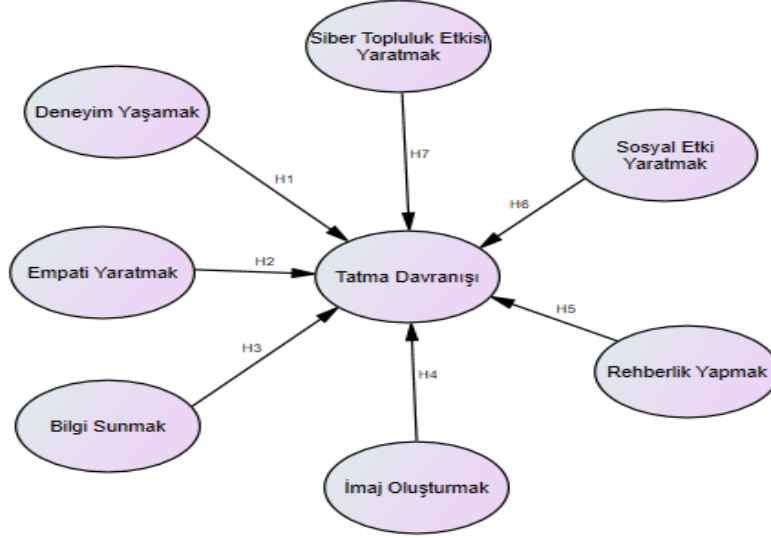 Siber Topluluk Etkisi
Yaratmak
Deneyim Yaşamak
H7
Sosyal Etki
Yaratmak
H1
H6
Empati Yaratmak
H2
Tatma Davranışı
H5
H3
Rehberlik Yapmak
H4
Bilgi Sunmak
İmaj Oluşturmak